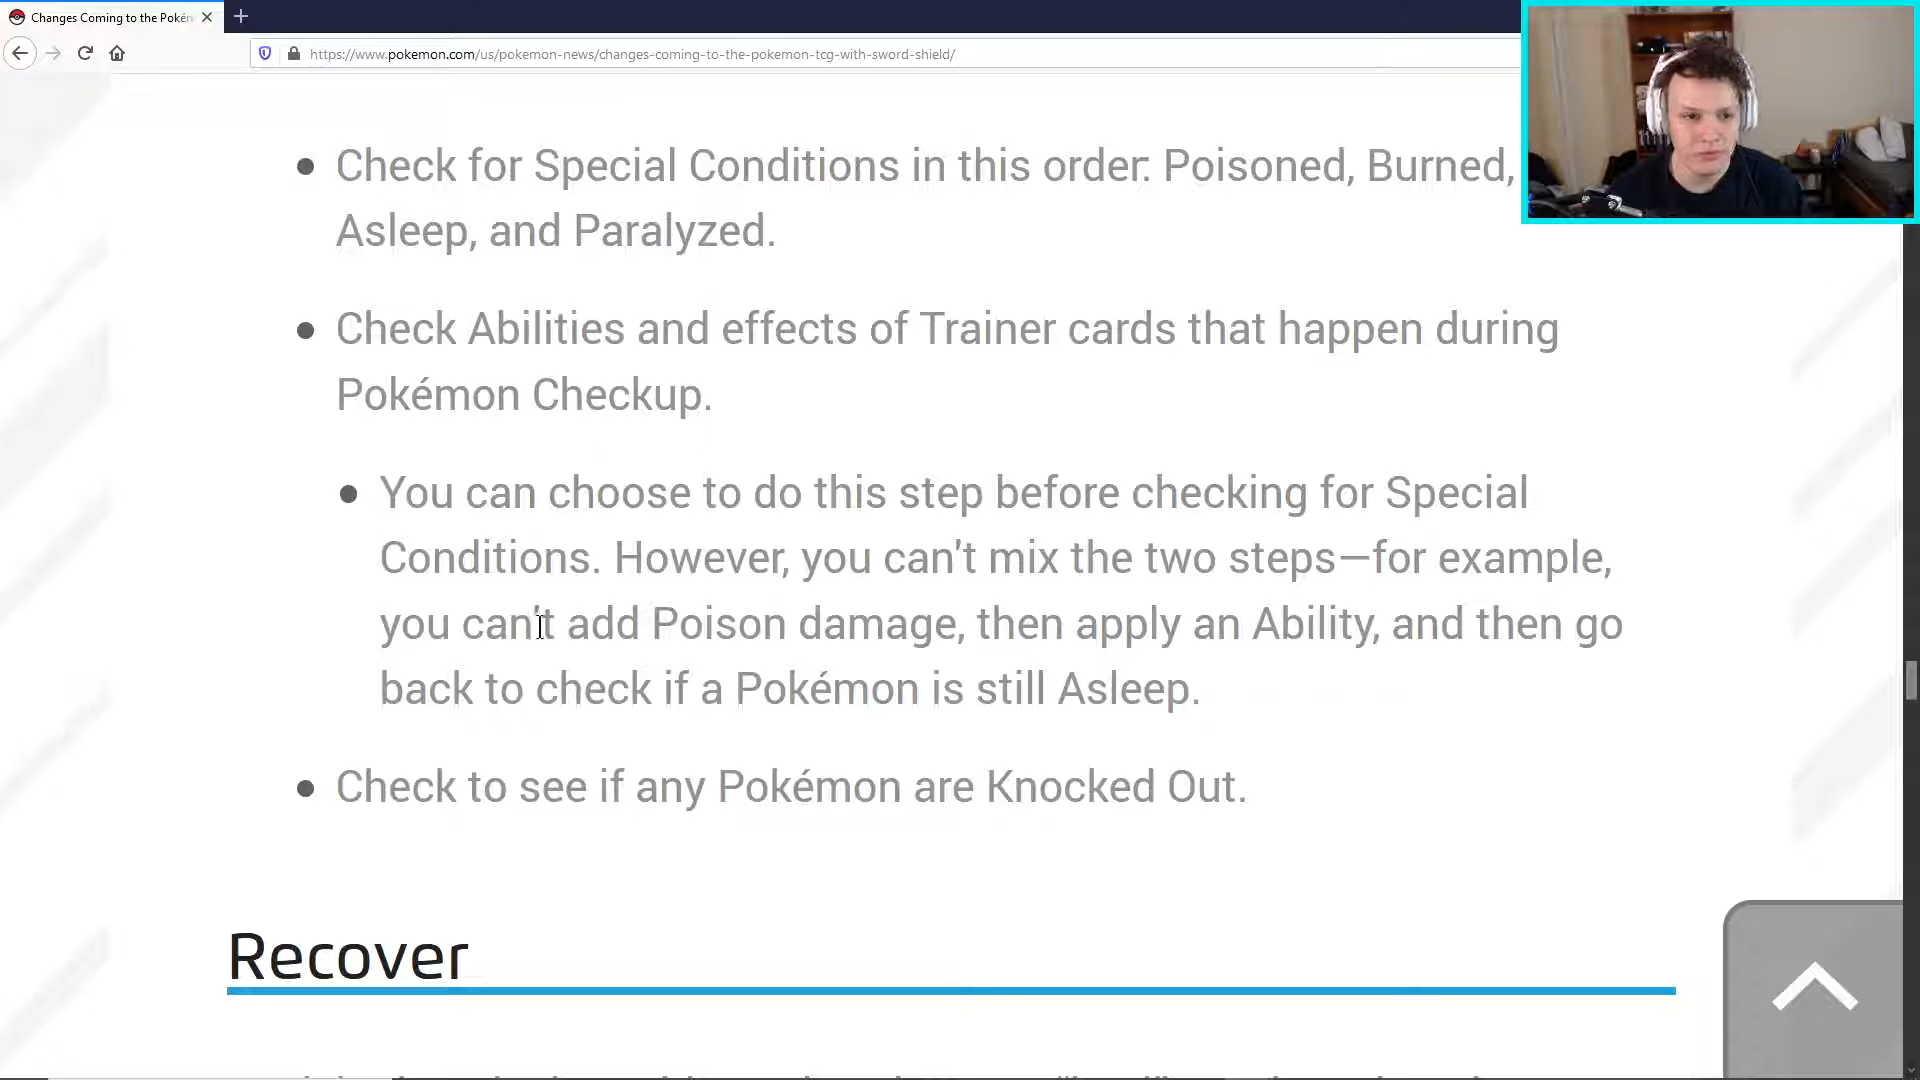 Changes Coming to the Pokén
https://www.pokemon.com/us/pokemon-news/changes-coming-to-the-pokemon-tcg-with-sword-shield/
Check for Special Conditions in this order: Poisoned, Burned,
Asleep, and Paralyzed.
Check Abilities and effects of Trainer cards that happen during
Pokémon Checkup.
You can choose to do this step before checking for Special
Conditions. However, you can't mix the two steps—for example,
you can't add Poison damage, then apply an Ability, and then go
back to check if a Pokémon is still Asleep.
Check to see if any Pokémon are Knocked Out.
Recover